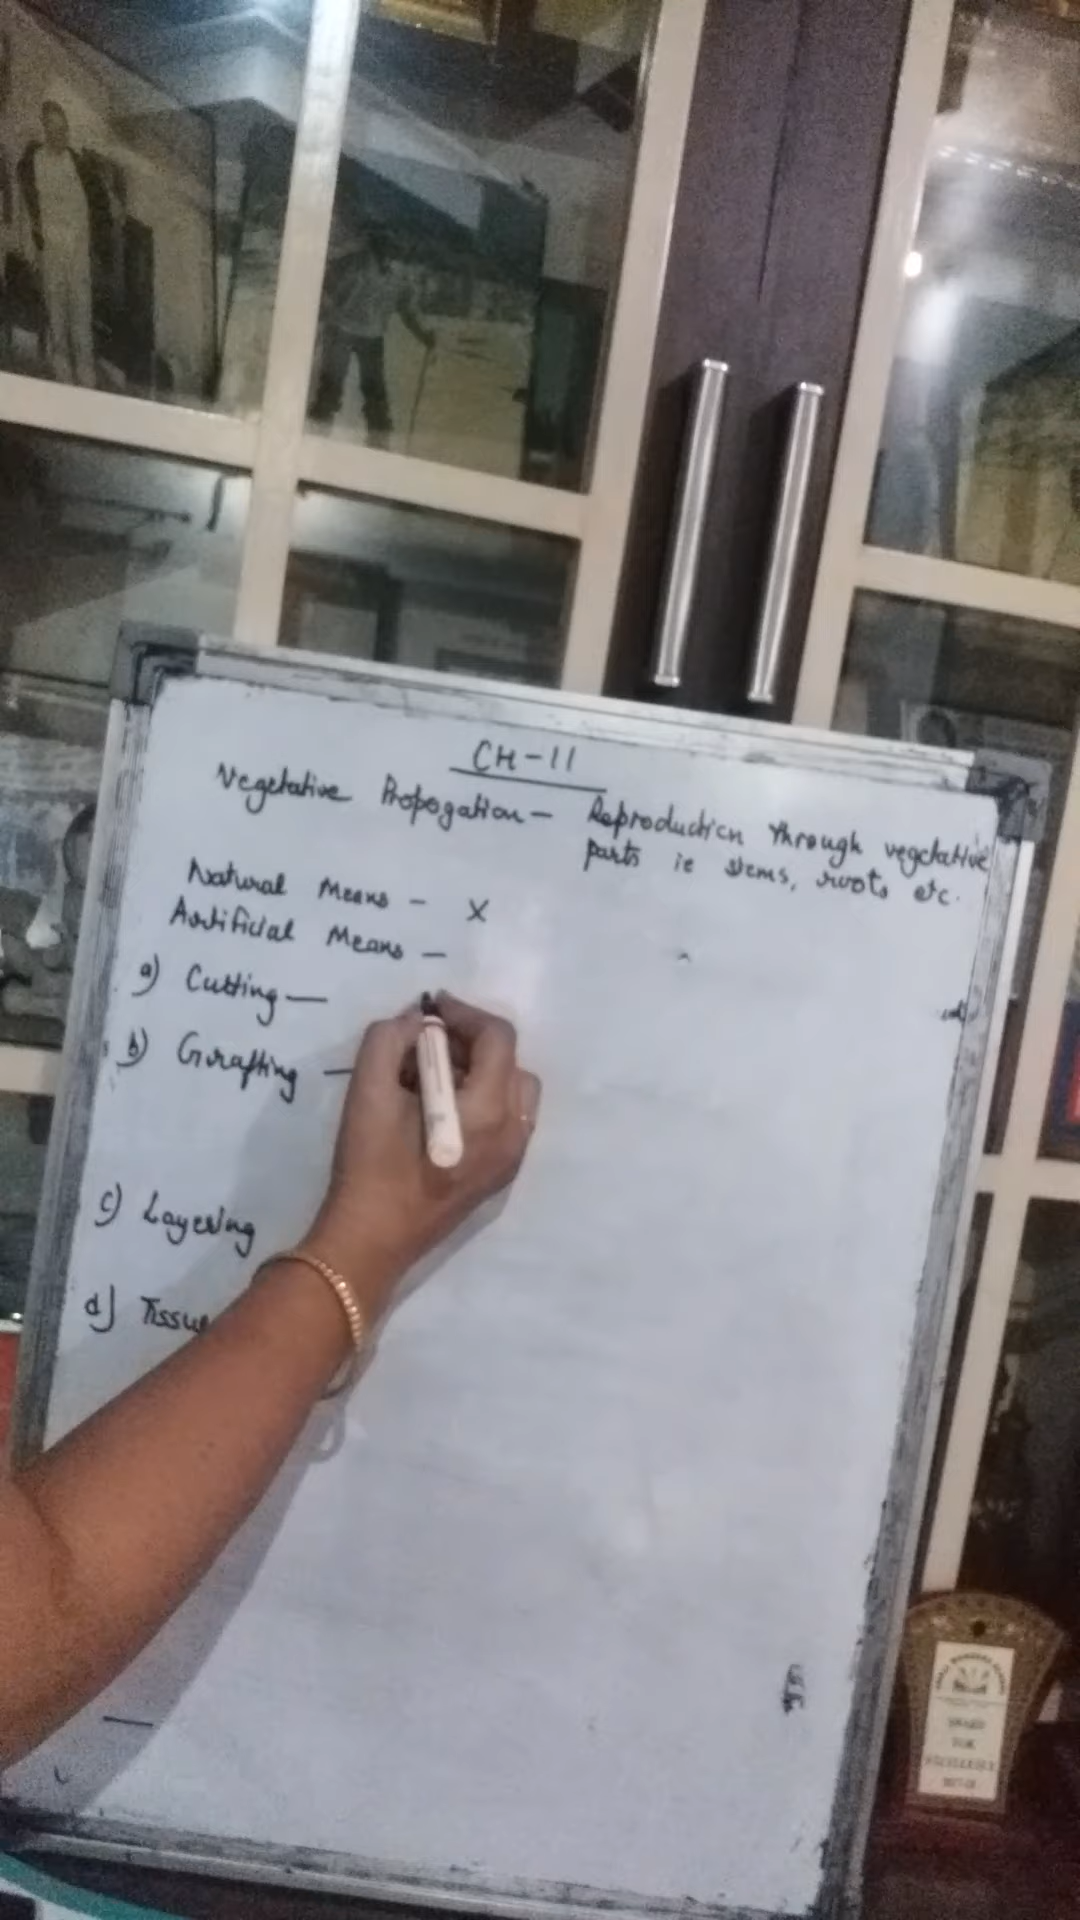 CH-11
Vegetative Propogation - Reproduction through vegetative
parts ie stems, roots etc.
Natural Means - X
Artificial Means -
a) Cutting -
b) Grafting -
c) Layering
d) Tissue